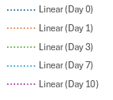 Linear (Day 0)
Linear (Day 1)
Linear (Day 3)
Linear (Day 7)
Linear (Day 10)